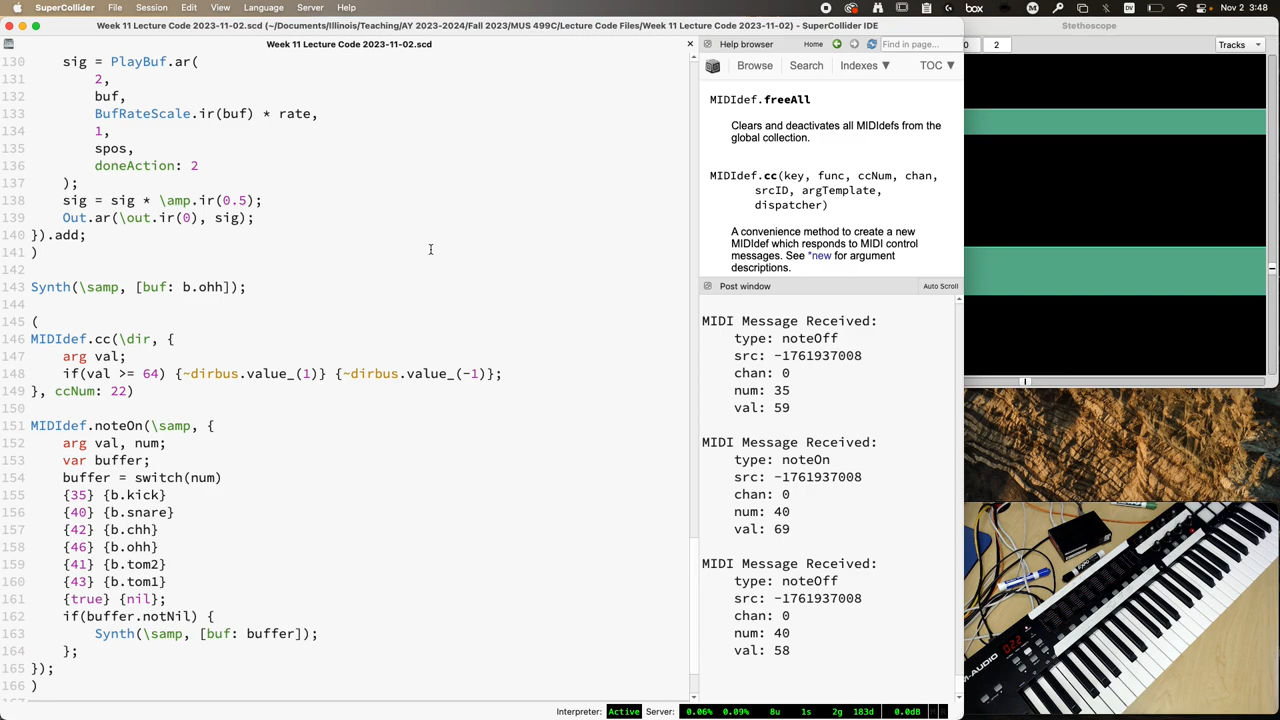 SuperCollider File Session Edit View Language Server Help 3:48
Week 11 Lecture Code 2023-11-02.scd (~/Documents/Illinois/Teaching/AY 2023-2024/Fall 2023/MUS 499C/Lecture Code Files/Week 11 Lecture Code 2023-11-02) - SuperCollider IDE
Stethoscope
Week 11 Lecture Code 2023-11-02.scd
130 sig = PlayBuf.ar(
131 2,
132 buf,
133 BufRateScale.ir(buf) * rate,
134 1,
135 spos,
136 doneAction: 2
137 );
138 sig = sig * \amp.ir(0.5);
139 Out.ar(\out.ir(0), sig);
140 }).add;
141 )
142
143 Synth(\samp, [buf: b.ohh]);
144
145 (
146 MIDIdef.cc(\dir, {
147 arg val;
148 if(val >= 64) {~dirbus.value_(1)} {~dirbus.value_(-1)};
149 }, ccNum: 22)
150
151 MIDIdef.noteOn(\samp, {
152 arg val, num;
153 var buffer;
154 buffer = switch(num)
155 {35} {b.kick}
156 {40} {b.snare}
157 {42} {b.chh}
158 {46} {b.ohh}
159 {41} {b.tom2}
160 {43} {b.tom1}
161 {true} {nil};
162 if(buffer.notNil) {
163 Synth(\samp, [buf: buffer]);
164 };
165 });
166 )
Help browser Home Find in page...
Browse Search Indexes ▼ TOC ▼
MIDIdef.freeAll
Clears and deactivates all MIDIdefs from the
global collection.
MIDIdef.cc(key, func, ccNum, chan,
srcID, argTemplate,
dispatcher)
A convenience method to create a new
MIDIdef which responds to MIDI control
messages. See *new for argument
descriptions.
Post window Auto Scroll
MIDI Message Received:
type: noteOff
src: -1761937008
chan: 0
num: 35
val: 59
MIDI Message Received:
type: noteOn
src: -1761937008
chan: 0
num: 40
val: 69
MIDI Message Received:
type: noteOff
src: -1761937008
chan: 0
num: 40
val: 58
0 2 Tracks
M-AUDIO
Interpreter: Active Server: 0.06% 0.09% 8u 1s 2g 183d 0.0dB M R